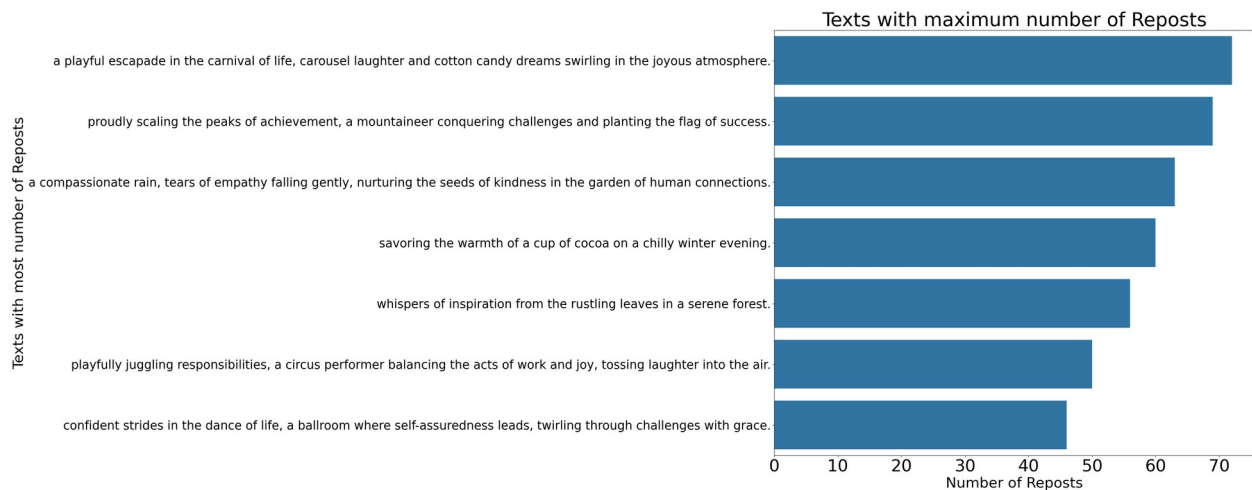 Texts with maximum number of Reposts
Texts with most number of Reposts
a playful escapade in the carnival of life, carousel laughter and cotton candy dreams swirling in the joyous atmosphere.
proudly scaling the peaks of achievement, a mountaineer conquering challenges and planting the flag of success.
a compassionate rain, tears of empathy falling gently, nurturing the seeds of kindness in the garden of human connections.
savoring the warmth of a cup of cocoa on a chilly winter evening.
whispers of inspiration from the rustling leaves in a serene forest.
playfully juggling responsibilities, a circus performer balancing the acts of work and joy, tossing laughter into the air.
confident strides in the dance of life, a ballroom where self-assuredness leads, twirling through challenges with grace.
0 10 20 30 40 50 60 70
Number of Reposts